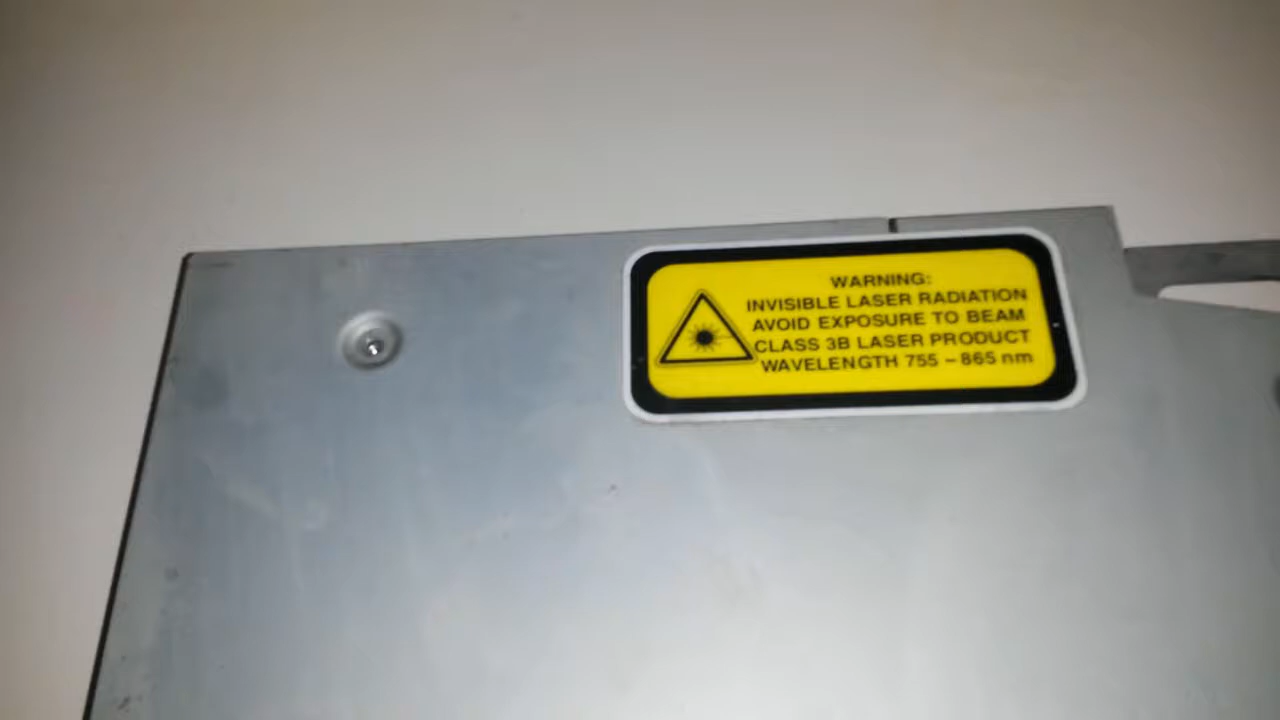 WARNING:
INVISIBLE LASER RADIATION
AVOID EXPOSURE TO BEAM
CLASS 3B LASER PRODUCT
WAVELENGTH 755 – 865 nm